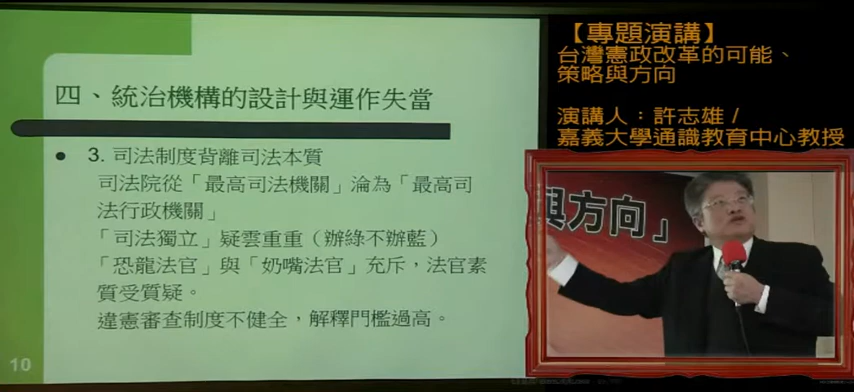 四、統治機構的設計與運作失當
● 3. 司法制度背離司法本質
司法院從「最高司法機關」淪為「最高司
法行政機關」
「司法獨立」疑雲重重（辦綠不辦藍）
「恐龍法官」與「奶嘴法官」充斥，法官素
質受質疑。
違憲審查制度不健全，解釋門檻過高。
10
【專題演講】
台灣憲政改革的可能、
策略與方向
演講人：許志雄 /
嘉義大學通識教育中心教授
與方向」